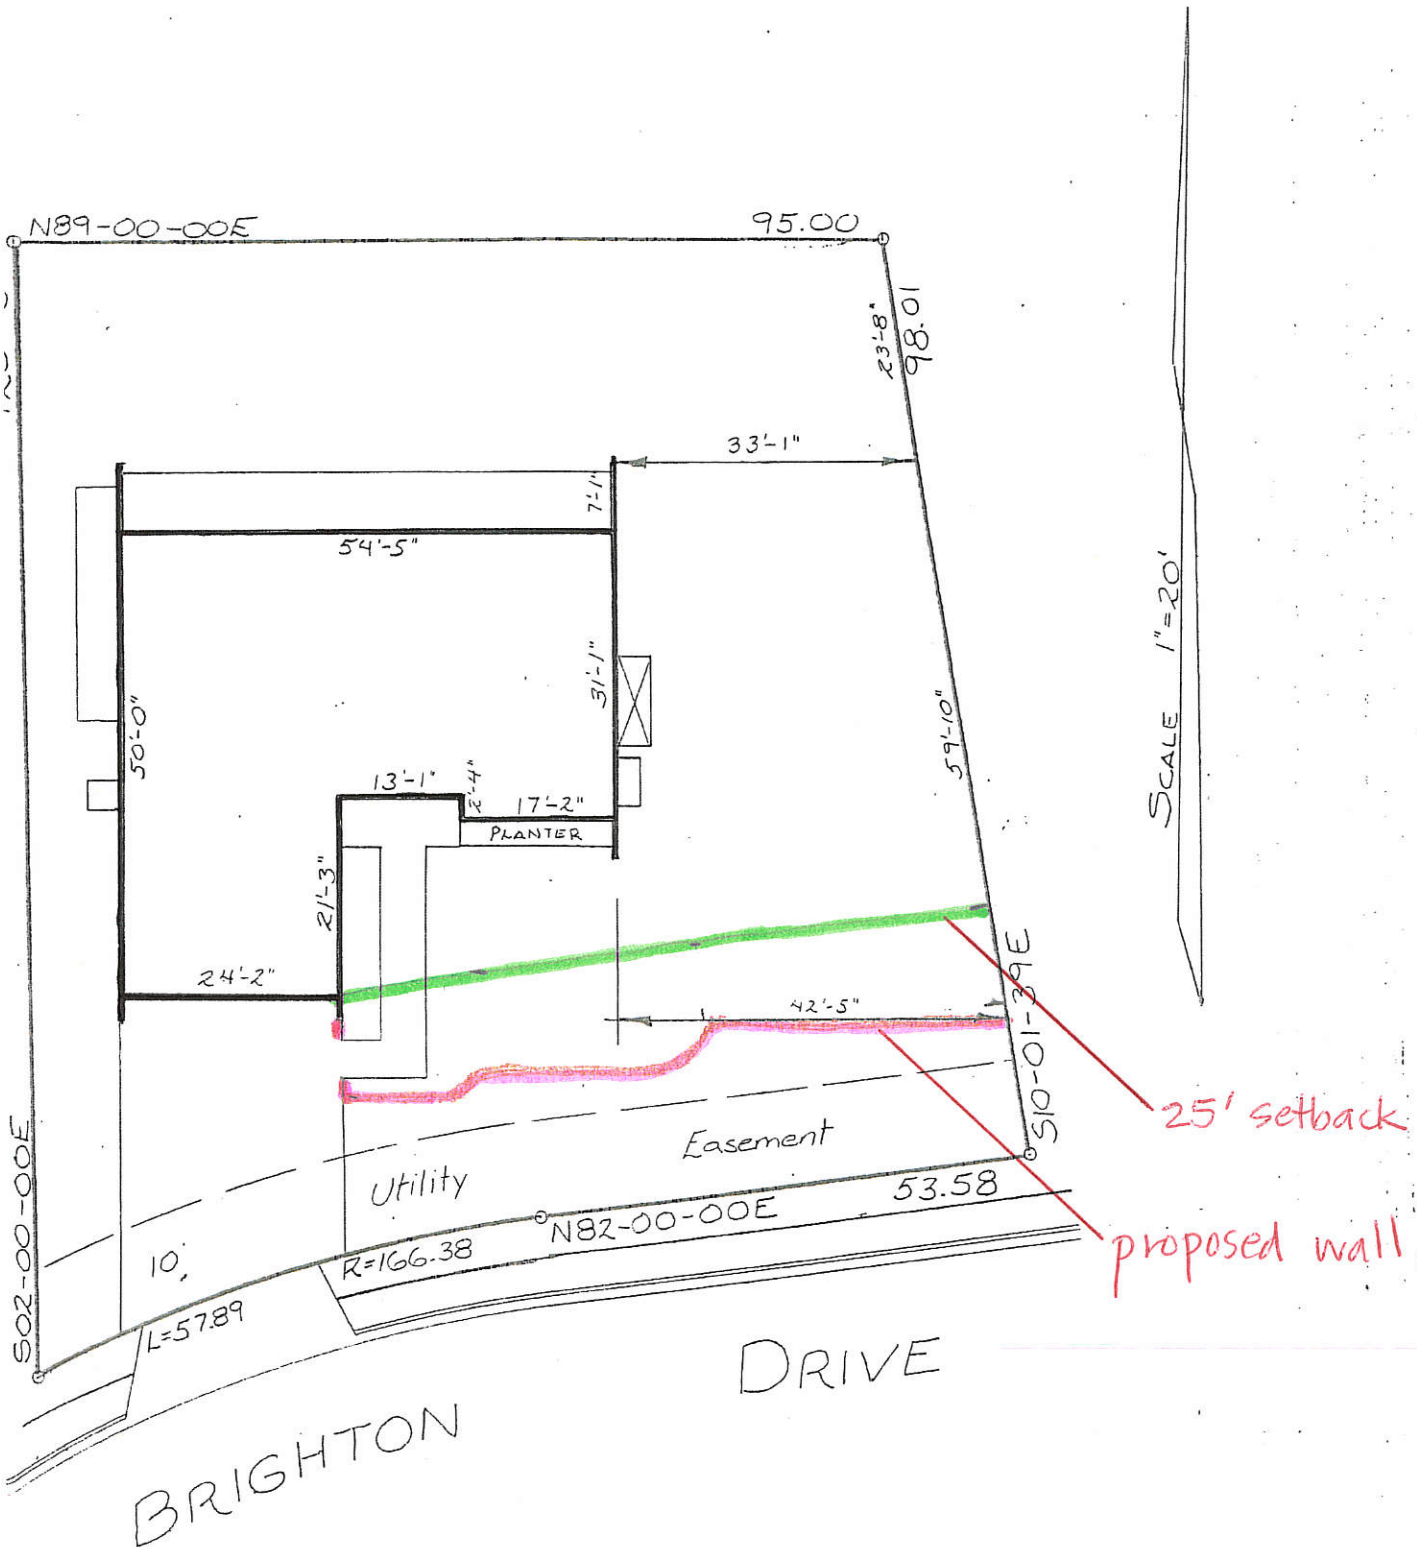 N89-00-00E
95.00
23'-8"
98.01
33'-1"
7'-1"
54'-5"
31'-1"
50'-0"
59'-10"
SCALE 1"=20'
13'-1"
2'-4"
17'-2"
PLANTER
21'-3"
24'-2"
42'-5"
S10-01-39E
25' setback
S02-00-00E
Easement
Utility
10'
53.58
N82-00-00E
R=166.38
proposed wall
L=57.89
DRIVE
BRIGHTON